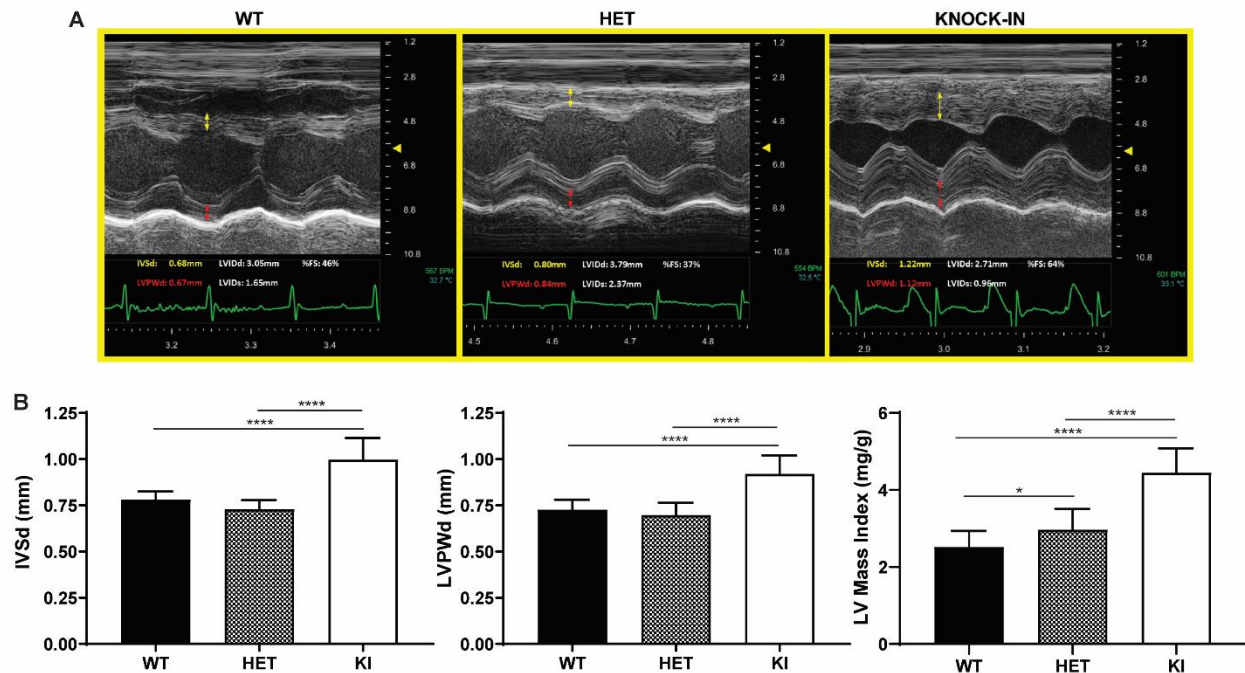 A
WT
HET
KNOCK-IN
1.2
2.8
4.8
6.8
8.8
10.8
IVSd: 0.68mm LVIDd: 3.05mm %FS: 46%
LVPWd: 0.67mm LVIDs: 1.65mm
567 BPM
32.7 °C
3.2 3.3 3.4
1.2
2.8
4.8
6.8
8.8
10.8
IVSd: 0.80mm LVIDd: 3.79mm %FS: 37%
LVPWd: 0.84mm LVIDs: 2.37mm
554 BPM
32.6 °C
4.5 4.6 4.7 4.8
1.2
2.8
4.8
6.8
8.8
10.8
IVSd: 1.22mm LVIDd: 2.71mm %FS: 64%
LVPWd: 1.12mm LVIDs: 0.96mm
601 BPM
33.1 °C
2.9 3.0 3.1 3.2
B
IVSd (mm)
1.25
1.00
0.75
0.50
0.25
0.00
****
****
WT HET KI
LVPWd (mm)
1.25
1.00
0.75
0.50
0.25
0.00
****
****
WT HET KI
LV Mass Index (mg/g)
6
4
2
0
****
****
*
WT HET KI